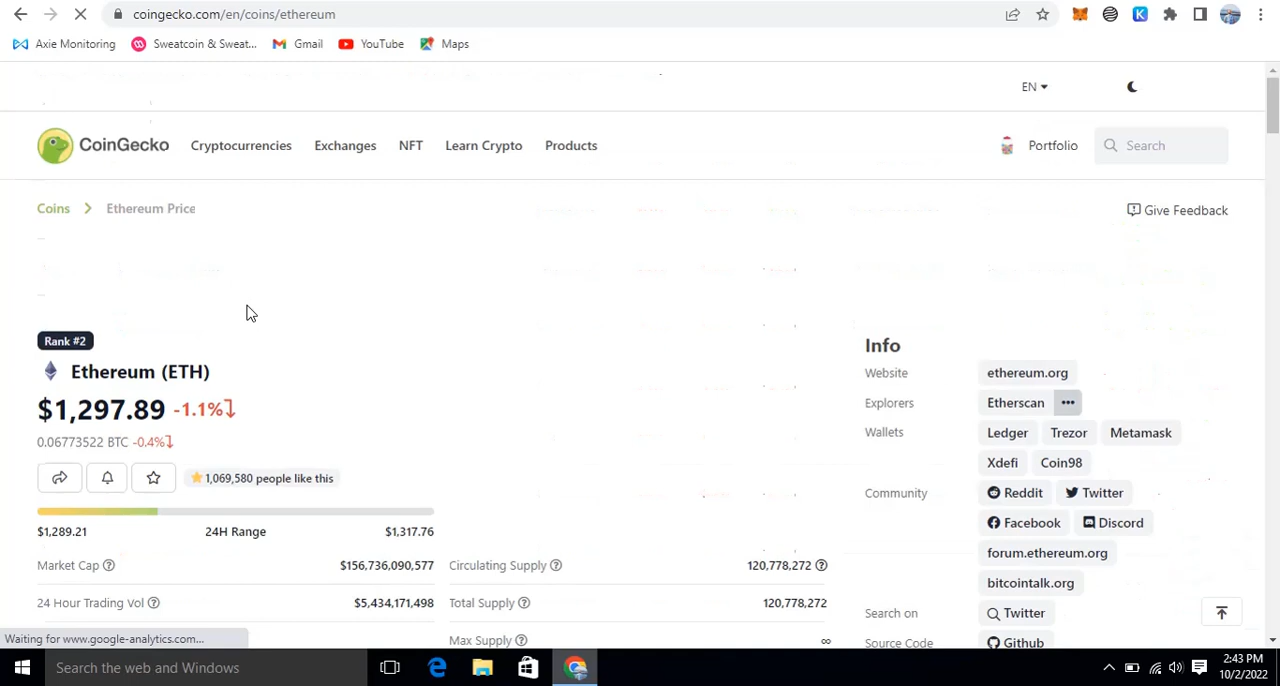 coingecko.com/en/coins/ethereum
Axie Monitoring Sweatcoin & Sweat... Gmail YouTube Maps
EN
CoinGecko Cryptocurrencies Exchanges NFT Learn Crypto Products Portfolio Search
Coins Ethereum Price Give Feedback
Rank #2
Ethereum (ETH)
$1,297.89 -1.1%
0.06773522 BTC -0.4%
1,069,580 people like this
$1,289.21 24H Range $1,317.76
Market Cap $156,736,090,577
24 Hour Trading Vol $5,434,171,498
Circulating Supply 120,778,272
Total Supply 120,778,272
Max Supply ∞
Info
Website ethereum.org
Explorers Etherscan •••
Wallets Ledger Trezor Metamask
Xdefi Coin98
Community Reddit Twitter
Facebook Discord
forum.ethereum.org
bitcointalk.org
Search on Twitter
Source Code Github
Waiting for www.google-analytics.com...
Search the web and Windows
2:43 PM
10/2/2022